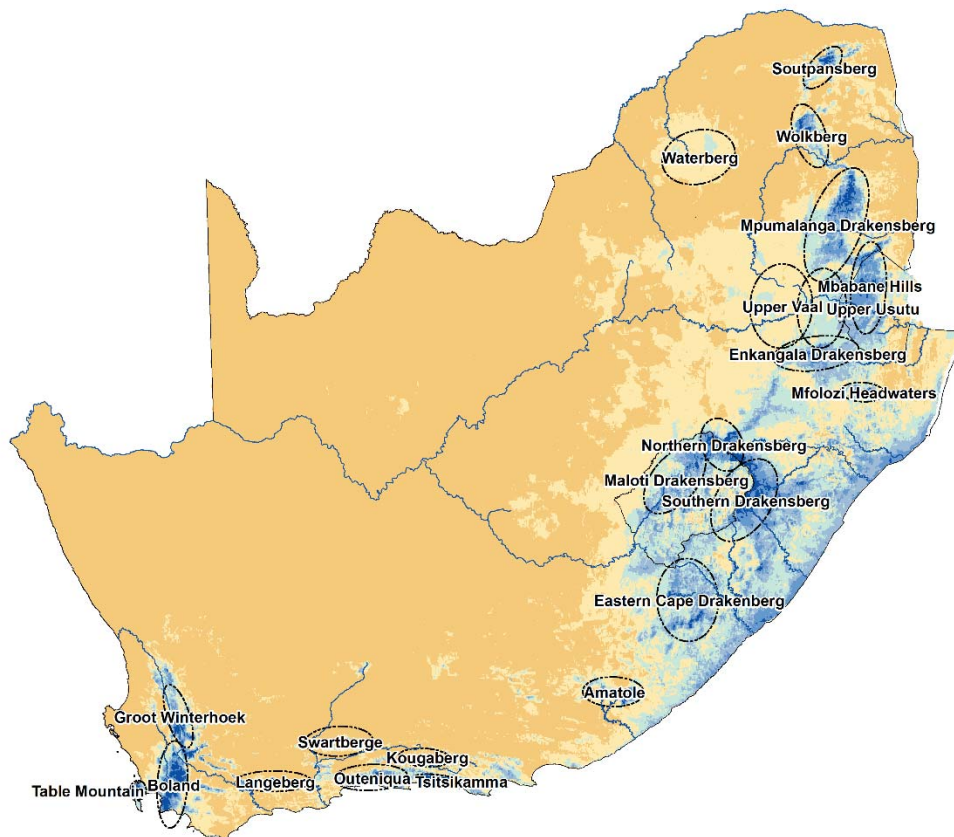 Soutpansberg
Wolkberg
Waterberg
Mpumalanga Drakensberg
Mbabane Hills
Upper Vaal
Upper Usutu
Enkangala Drakensberg
Mfolozi Headwaters
Northern Drakensberg
Maloti Drakensberg
Southern Drakensberg
Eastern Cape Drakenberg
Amatole
Groot Winterhoek
Swartberge
Kougaberg
Table Mountain
Boland
Langeberg
Outeniqua
Tsitsikamma